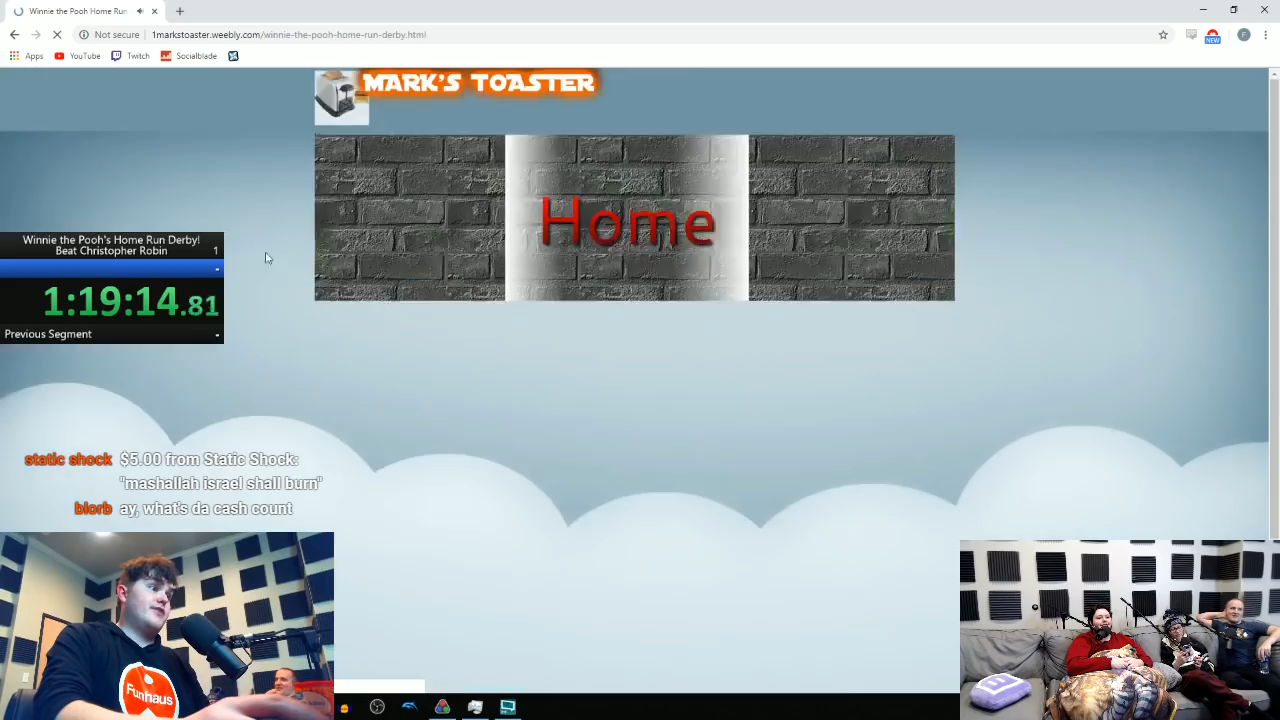 Winnie the Pooh Home Run
Not secure
1markstoaster.weebly.com/winnie-the-pooh-home-run-derby.html
NEW
F
Apps
YouTube
Twitch
Socialblade
MARK'S TOASTER
Home
Winnie the Pooh's Home Run Derby!
Beat Christopher Robin 1
-
1:19:14.81
Previous Segment -
static shock $5.00 from Static Shock:
"mashallah israel shall burn"
blorb ay, what's da cash count
Funhaus